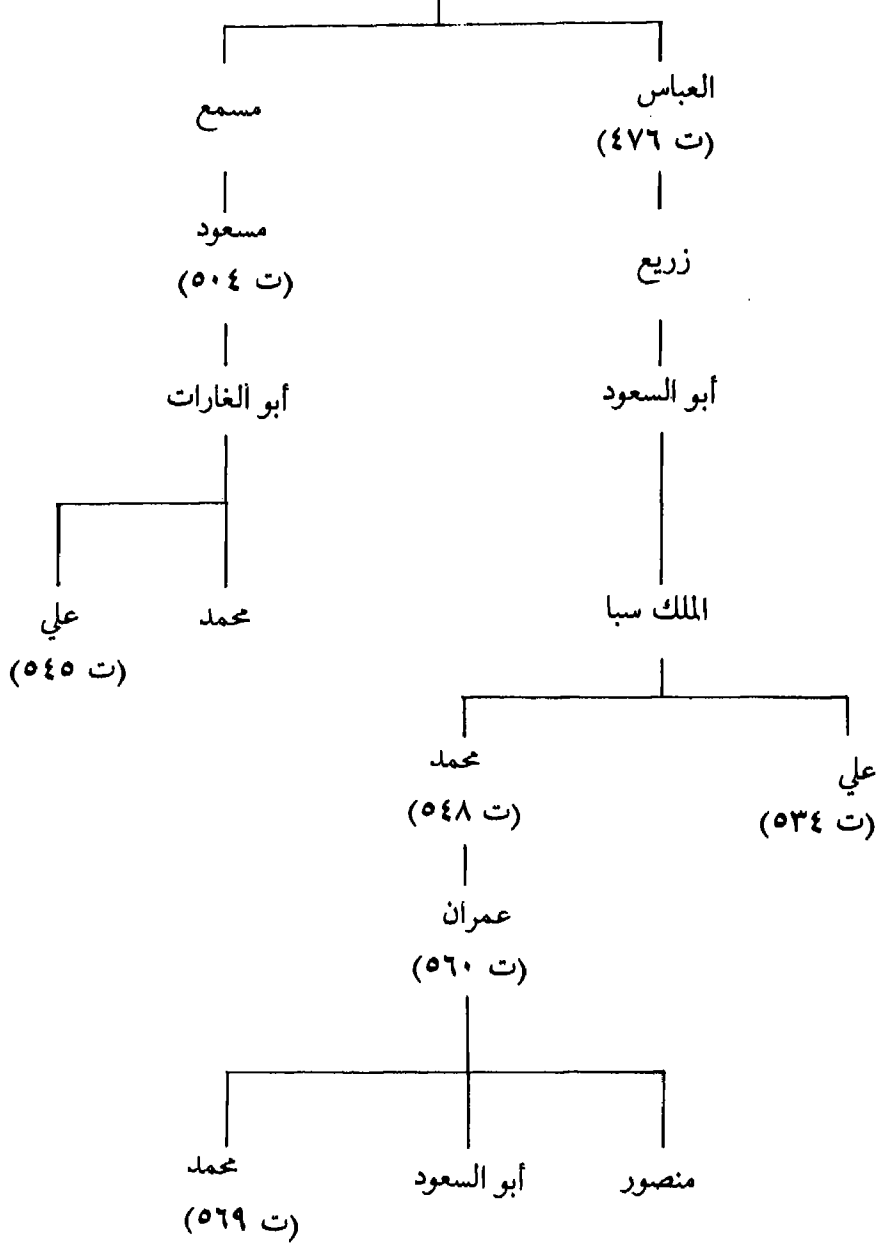 العباس
(ت ٤٧٦)
مسمع
زريع
مسعود
(ت ٥٠٤)
أبو السعود
أبو الغارات
الملك سبا
محمد
علي
(ت ٥٤٥)
علي
(ت ٥٣٤)
محمد
(ت ٥٤٨)
عمران
(ت ٥٦٠)
منصور
أبو السعود
محمد
(ت ٥٦٩)